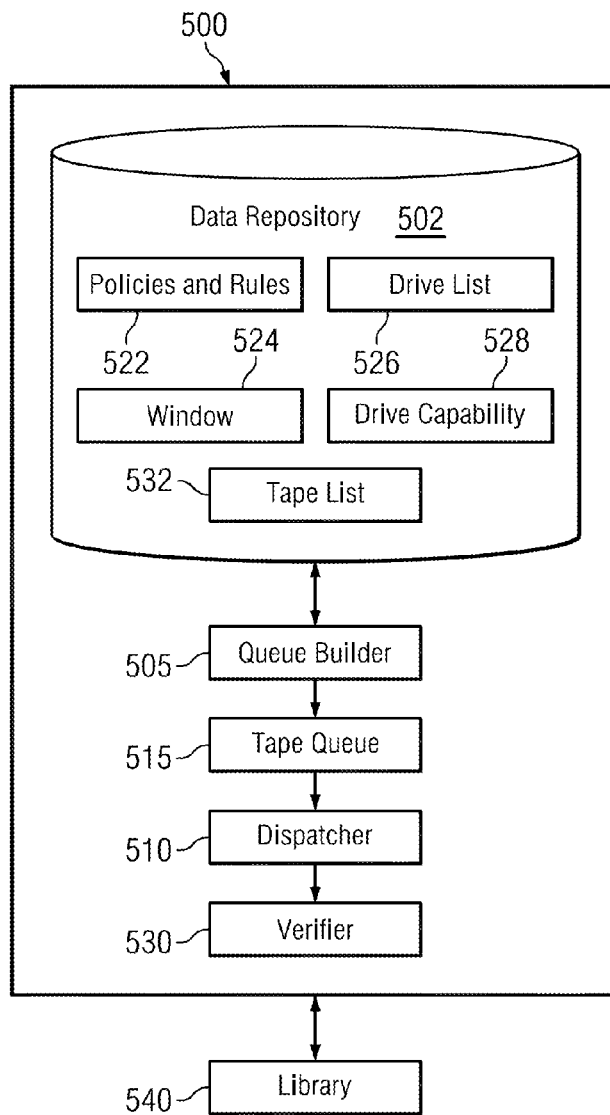 500
Data Repository 502
Policies and Rules
Drive List
522
524
526
528
Window
Drive Capability
532
Tape List
505
Queue Builder
515
Tape Queue
510
Dispatcher
530
Verifier
540
Library